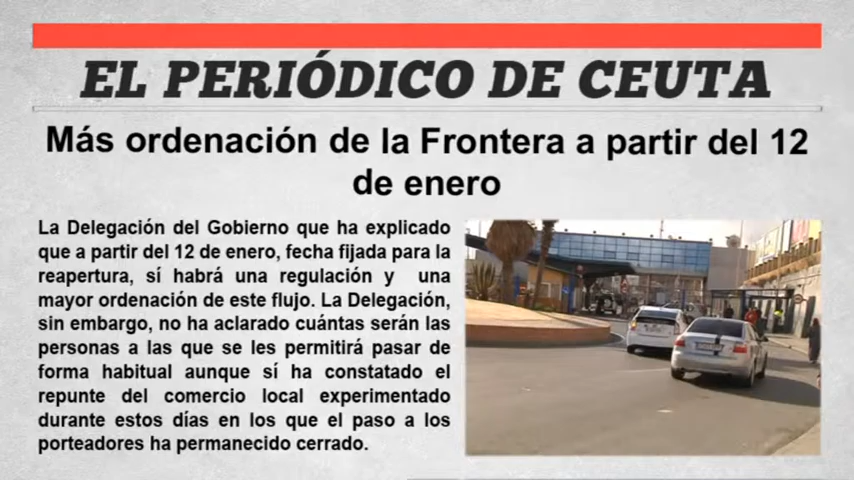 EL PERIÓDICO DE CEUTA
Más ordenación de la Frontera a partir del 12
de enero
La Delegación del Gobierno que ha explicado
que a partir del 12 de enero, fecha fijada para la
reapertura, sí habrá una regulación y una
mayor ordenación de este flujo. La Delegación,
sin embargo, no ha aclarado cuántas serán las
personas a las que se les permitirá pasar de
forma habitual aunque sí ha constatado el
repunte del comercio local experimentado
durante estos días en los que el paso a los
porteadores ha permanecido cerrado.